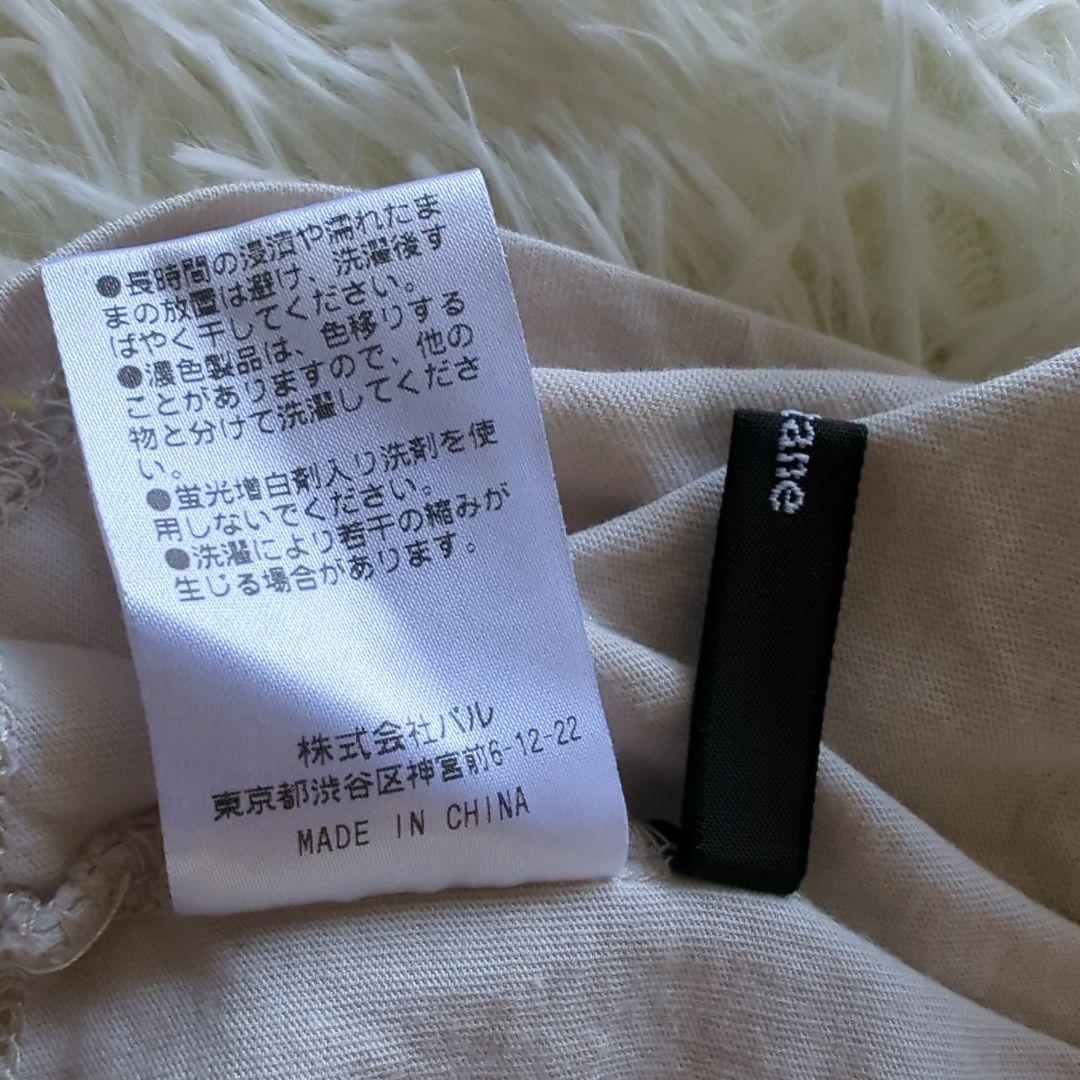 ●長時間の浸漬や濡れたま
まの放置は避け、洗濯後す
ばやく干してください。
●濃色製品は、色移りする
ことがありますので、他の
物と分けて洗濯してくださ
い。
●蛍光増白剤入り洗剤を使
用しないでください。
●洗濯により若干の縮みが
生じる場合があります。
株式会社パル
東京都渋谷区神宮前6-12-22
MADE IN CHINA